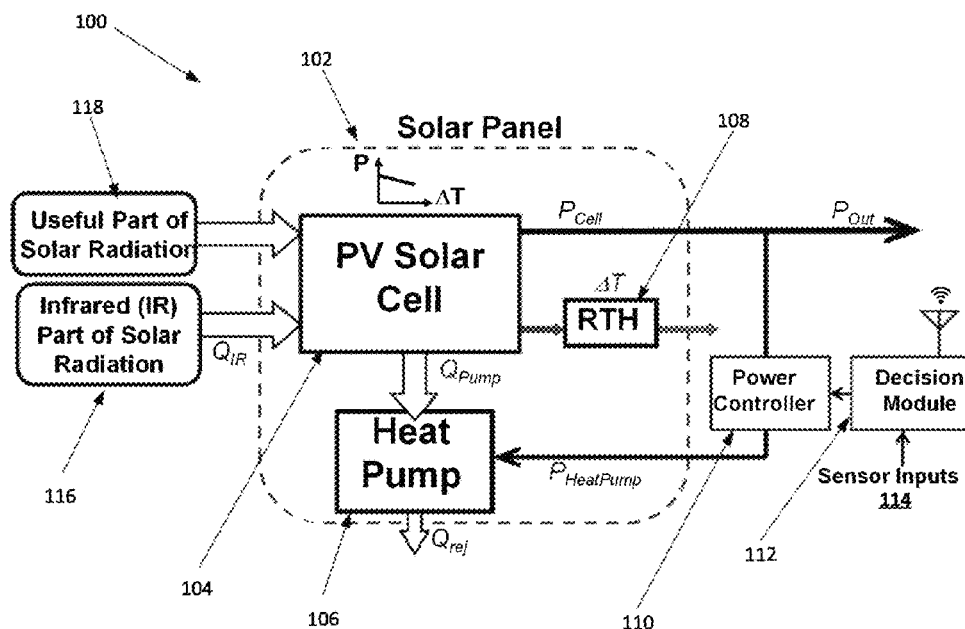 100
102
118
108
Solar Panel
P
ΔT
Useful Part of
Solar Radiation
P_Cell
P_Out
PV Solar
Cell
ΔT
RTH
Infrared (IR)
Part of Solar
Radiation
Q_IR
Q_Pump
Power
Controller
Decision
Module
Heat
Pump
P_HeatPump
Sensor Inputs
114
116
Q_rej
112
104
106
110